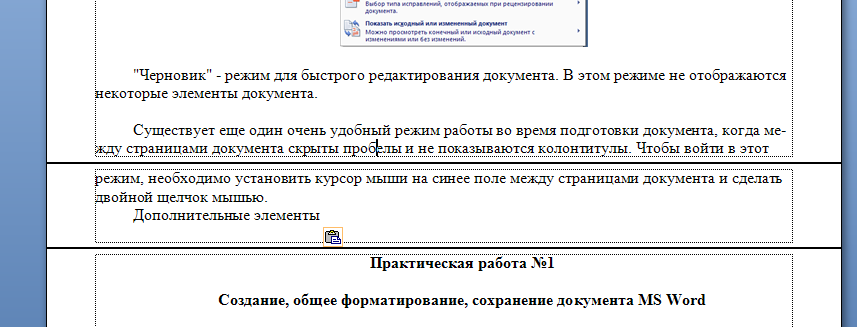 Выбор типа исправлений, отображаемых при рецензировании
документа.
Показать исходный или измененный документ
Можно просмотреть конечный или исходный документ с
изменениями или без изменений.
"Черновик" - режим для быстрого редактирования документа. В этом режиме не отображаются
некоторые элементы документа.
Существует еще один очень удобный режим работы во время подготовки документа, когда ме-
жду страницами документа скрыты пробелы и не показываются колонтитулы. Чтобы войти в этот
режим, необходимо установить курсор мыши на синее поле между страницами документа и сделать
двойной щелчок мышью.
Дополнительные элементы
Практическая работа №1
Создание, общее форматирование, сохранение документа MS Word